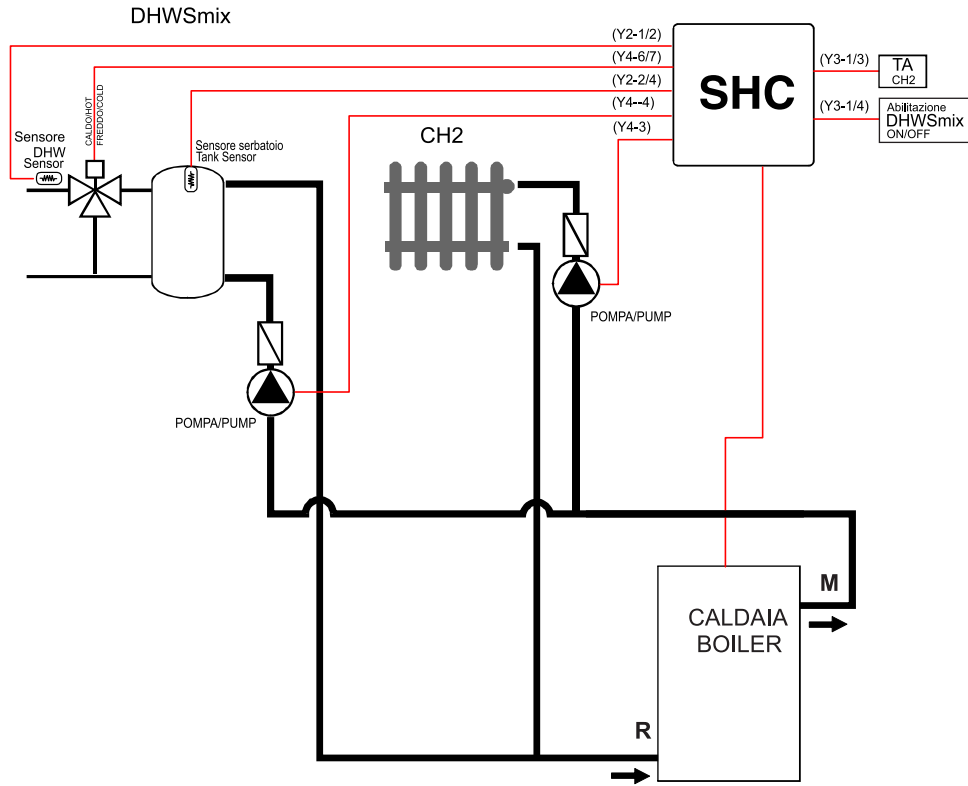 DHWSmix
(Y2-1/2)
(Y4-6/7)
(Y2-2/4)
(Y4--4)
(Y4-3)
SHC
(Y3-1/3)
TA
CH2
(Y3-1/4)
Abilitazione
DHWSmix
ON/OFF
CALDO/HOT
FREDDO/COLD
Sensore
DHW
Sensor
Sensore serbatoio
Tank Sensor
CH2
POMPA/PUMP
POMPA/PUMP
M
CALDAIA
BOILER
R